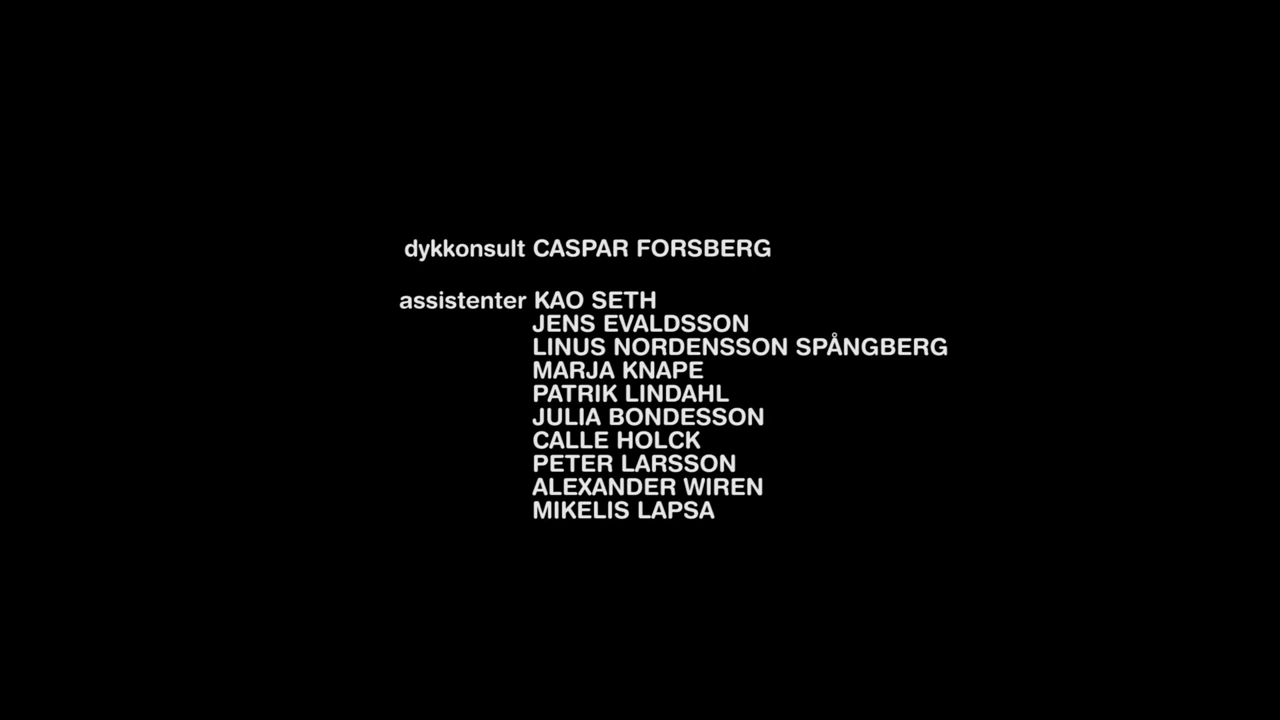 dykkonsult CASPAR FORSBERG
assistenter KAO SETH
JENS EVALDSSON
LINUS NORDENSSON SPÅNGBERG
MARJA KNAPE
PATRIK LINDAHL
JULIA BONDESSON
CALLE HOLCK
PETER LARSSON
ALEXANDER WIREN
MIKELIS LAPSA